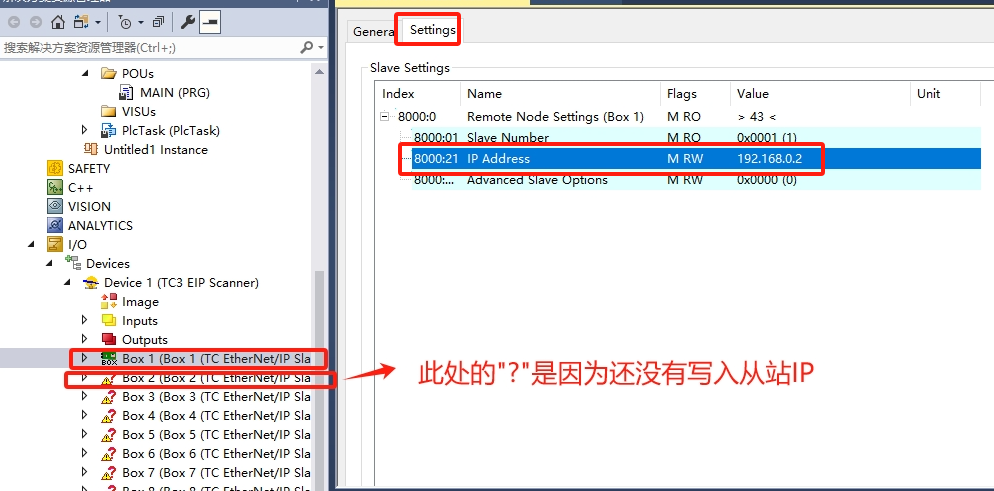 搜索解决方案资源管理器(Ctrl+;)
POUs
MAIN (PRG)
VISUs
PlcTask (PlcTask)
Untitled1 Instance
SAFETY
C++
VISION
ANALYTICS
I/O
Devices
Device 1 (TC3 EIP Scanner)
Image
Inputs
Outputs
Box 1 (Box 1 (TC EtherNet/IP Sla
Box 2 (Box 2 (TC EtherNet/IP Sla
Box 3 (Box 3 (TC EtherNet/IP Sla
Box 4 (Box 4 (TC EtherNet/IP Sla
Box 5 (Box 5 (TC EtherNet/IP Sla
Box 6 (Box 6 (TC EtherNet/IP Sla
Box 7 (Box 7 (TC EtherNet/IP Sla
Genera Settings
Slave Settings
Index Name Flags Value Unit
8000:0 Remote Node Settings (Box 1) M RO > 43 <
8000:01 Slave Number M RO 0x0001 (1)
8000:21 IP Address M RW 192.168.0.2
8000:... Advanced Slave Options M RW 0x0000 (0)
此处的"?"是因为还没有写入从站IP